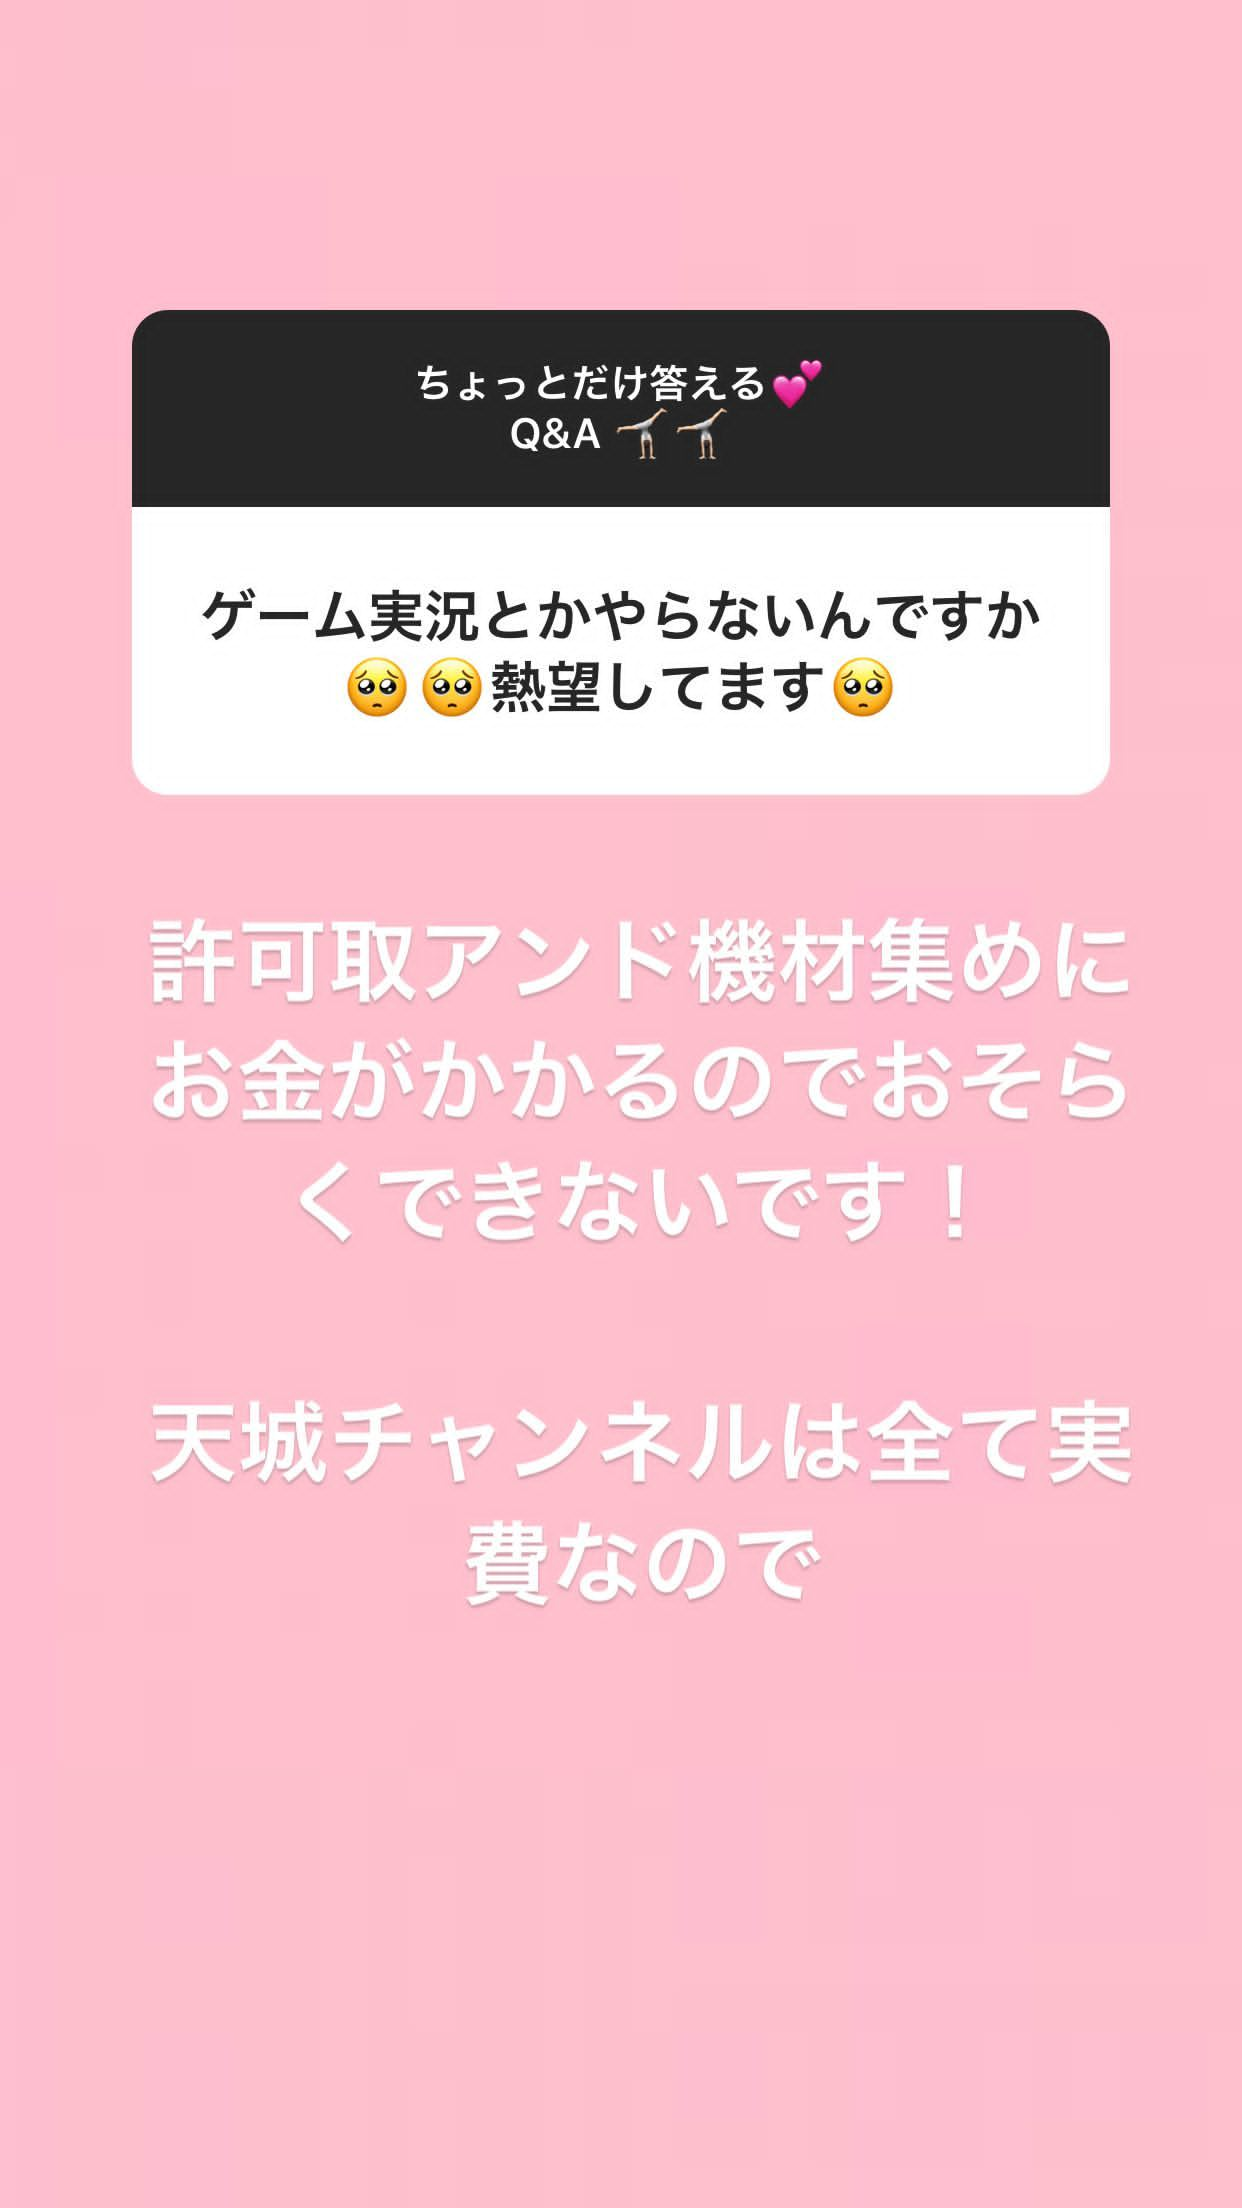 ちょっとだけ答える💕
Q&A 🤸🏼‍♀️🤸🏼‍♀️
ゲーム実況とかやらないんですか
🥺🥺熱望してます🥺
許可取アンド機材集めに
お金がかかるのでおそら
くできないです！
天城チャンネルは全て実
費なので